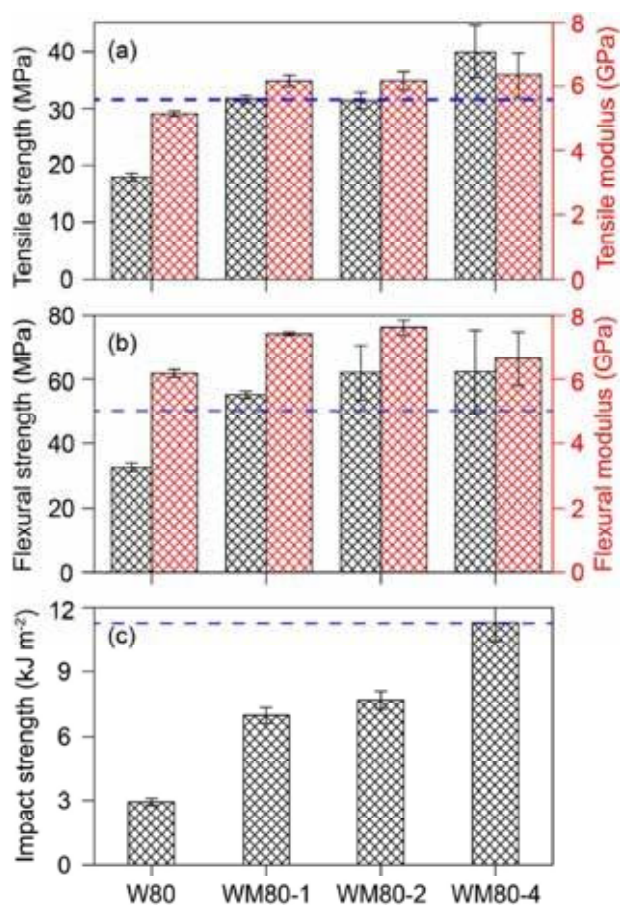 (a)
Tensile strength (MPa)
40
30
20
10
0
8
6
4
2
0
Tensile modulus (GPa)
(b)
Flexural strength (MPa)
80
60
40
20
0
8
6
4
2
0
Flexural modulus (GPa)
(c)
Impact strength (kJ m⁻²)
12
9
6
3
0
W80 WM80-1 WM80-2 WM80-4